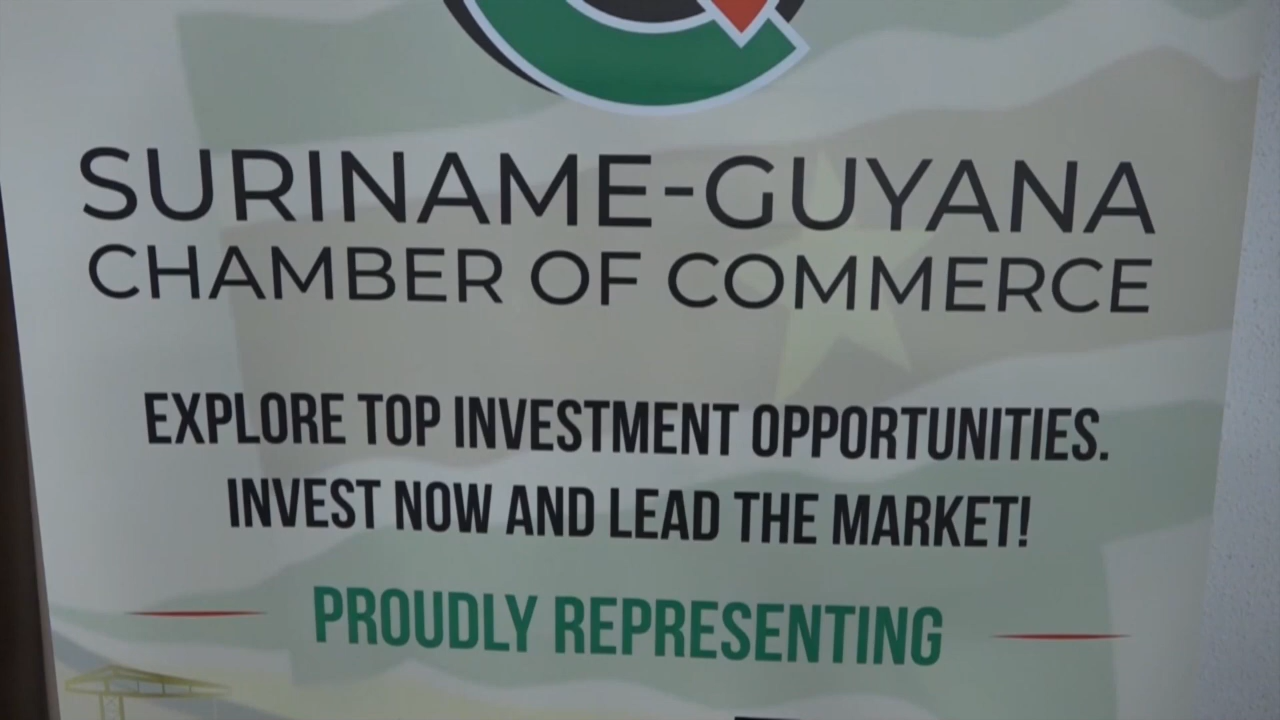 SURINAME-GUYANA
CHAMBER OF COMMERCE
EXPLORE TOP INVESTMENT OPPORTUNITIES.
INVEST NOW AND LEAD THE MARKET!
PROUDLY REPRESENTING